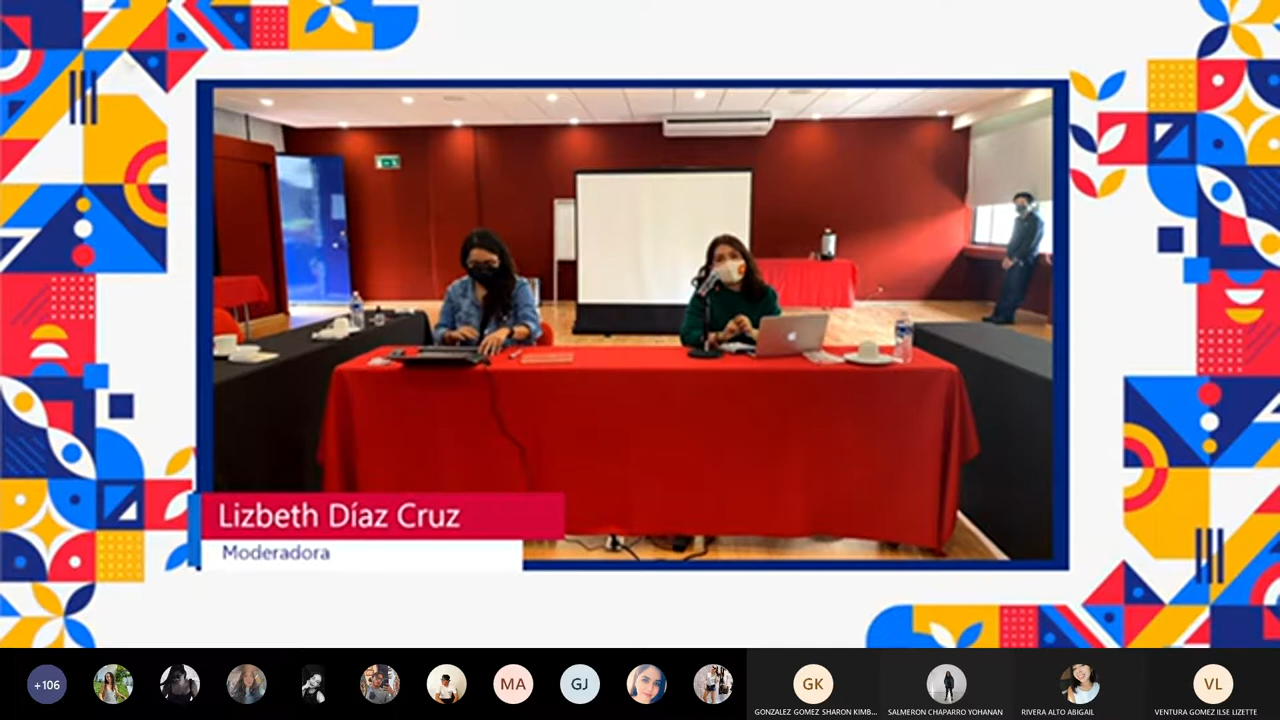 Lizbeth Díaz Cruz
Moderadora
+106
MA
GJ
GK
VL
GONZALEZ GOMEZ SHARON KIMB...
SALMERON CHAPARRO YOHANAN
RIVERA ALTO ABIGAIL
VENTURA GOMEZ ILSE LIZETTE